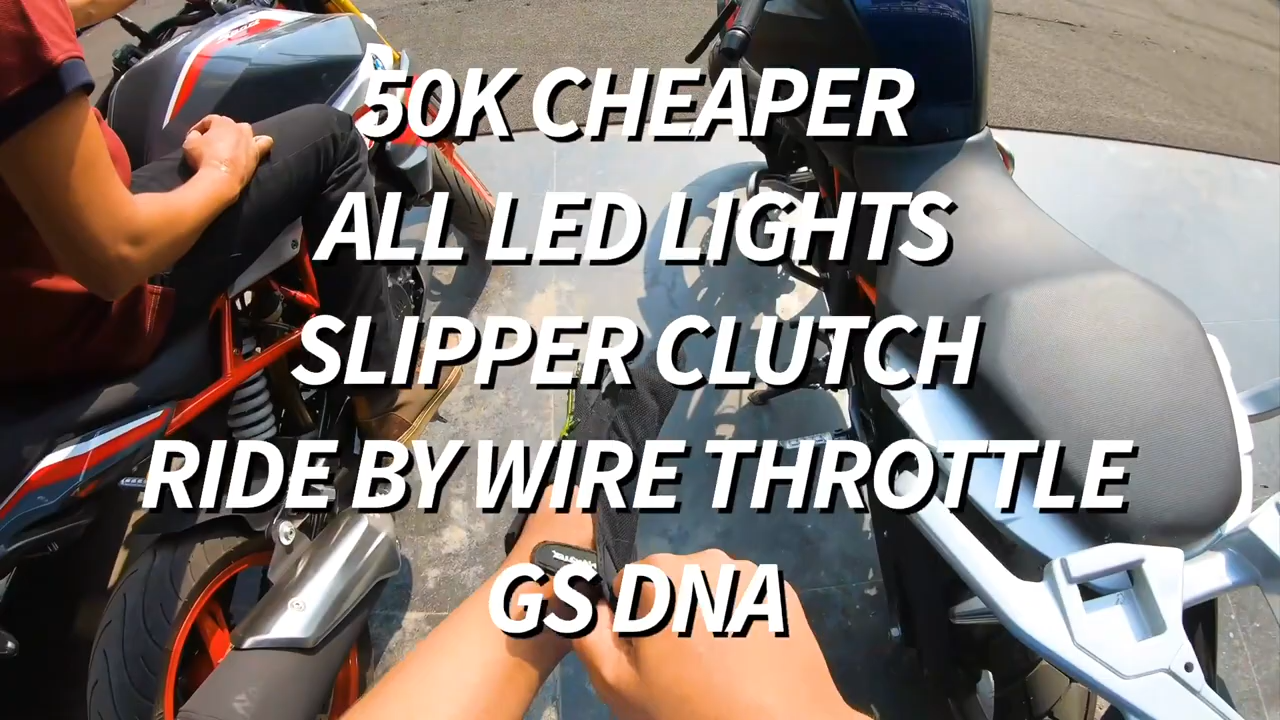 50K CHEAPER
ALL LED LIGHTS
SLIPPER CLUTCH
RIDE BY WIRE THROTTLE
GS DNA